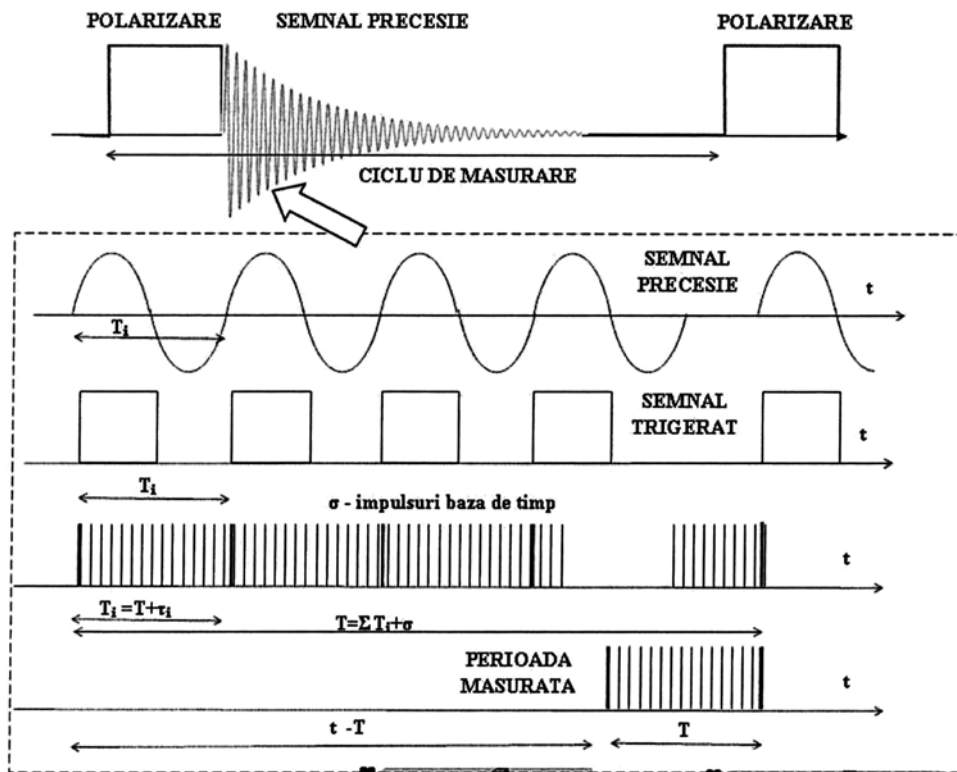 POLARIZARE SEMNAL PRECESIE POLARIZARE
CICLU DE MASURARE
SEMNAL
PRECESIE
t
Ti
SEMNAL
TRIGERAT
t
Ti
σ - impulsuri baza de timp
t
Ti =T+τi
T=Σ Ti+σ
PERIOADA
MASURATA
t
t -T
T